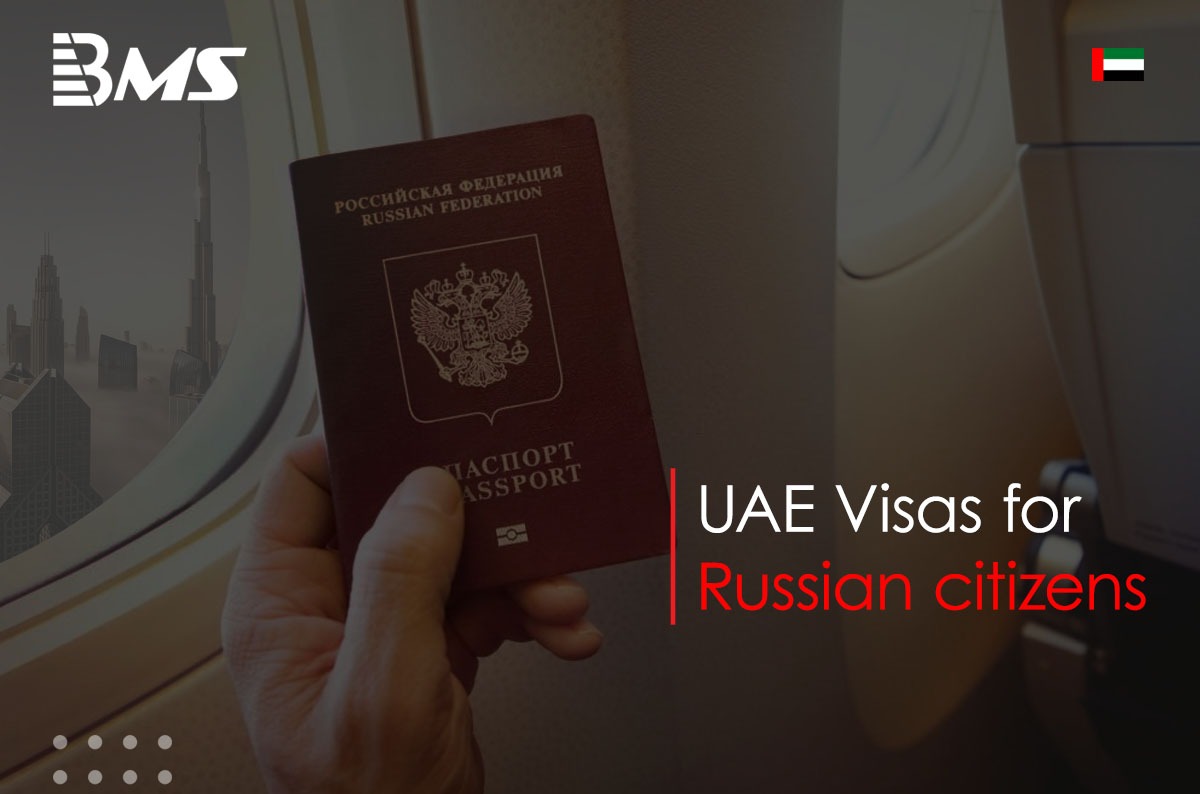 BMS
РОССИЙСКАЯ ФЕДЕРАЦИЯ
RUSSIAN FEDERATION
ПАСПОРТ
PASSPORT
UAE Visas for
Russian citizens